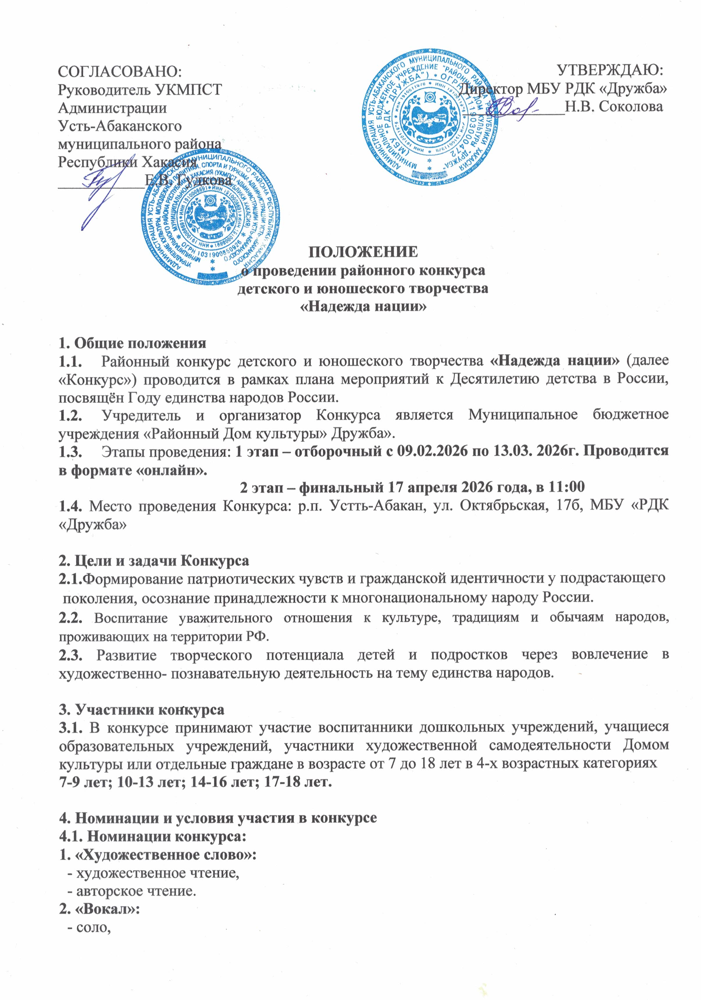 СОГЛАСОВАНО:
Руководитель УКМПСТ
Администрации
Усть-Абаканского
муниципального района
Республики Хакасия
Е.В. Гудкова
УТВЕРЖДАЮ:
Директор МБУ РДК «Дружба»
Н.В. Соколова
ПОЛОЖЕНИЕ
о проведении районного конкурса
детского и юношеского творчества
«Надежда нации»
1. Общие положения
1.1. Районный конкурс детского и юношеского творчества «Надежда нации» (далее
«Конкурс») проводится в рамках плана мероприятий к Десятилетию детства в России,
посвящён Году единства народов России.
1.2. Учредитель и организатор Конкурса является Муниципальное бюджетное
учреждения «Районный Дом культуры» Дружба».
1.3. Этапы проведения: 1 этап – отборочный с 09.02.2026 по 13.03. 2026г. Проводится
в формате «онлайн».
2 этап – финальный 17 апреля 2026 года, в 11:00
1.4. Место проведения Конкурса: р.п. Устть-Абакан, ул. Октябрьская, 17б, МБУ «РДК
«Дружба»
2. Цели и задачи Конкурса
2.1.Формирование патриотических чувств и гражданской идентичности у подрастающего
поколения, осознание принадлежности к многонациональному народу России.
2.2. Воспитание уважительного отношения к культуре, традициям и обычаям народов,
проживающих на территории РФ.
2.3. Развитие творческого потенциала детей и подростков через вовлечение в
художественно- познавательную деятельность на тему единства народов.
3. Участники конкурса
3.1. В конкурсе принимают участие воспитанники дошкольных учреждений, учащиеся
образовательных учреждений, участники художественной самодеятельности Домом
культуры или отдельные граждане в возрасте от 7 до 18 лет в 4-х возрастных категориях
7-9 лет; 10-13 лет; 14-16 лет; 17-18 лет.
4. Номинации и условия участия в конкурсе
4.1. Номинации конкурса:
1. «Художественное слово»:
- художественное чтение,
- авторское чтение.
2. «Вокал»:
- соло,